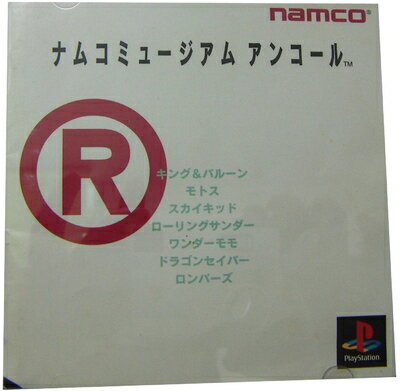 namco®
ナムコミュージアム アンコール™
R
キング&バルーン
モトス
スカイキッド
ローリングサンダー
ワンダーモモ
ドラゴンセイバー
ロンパーズ
PlayStation